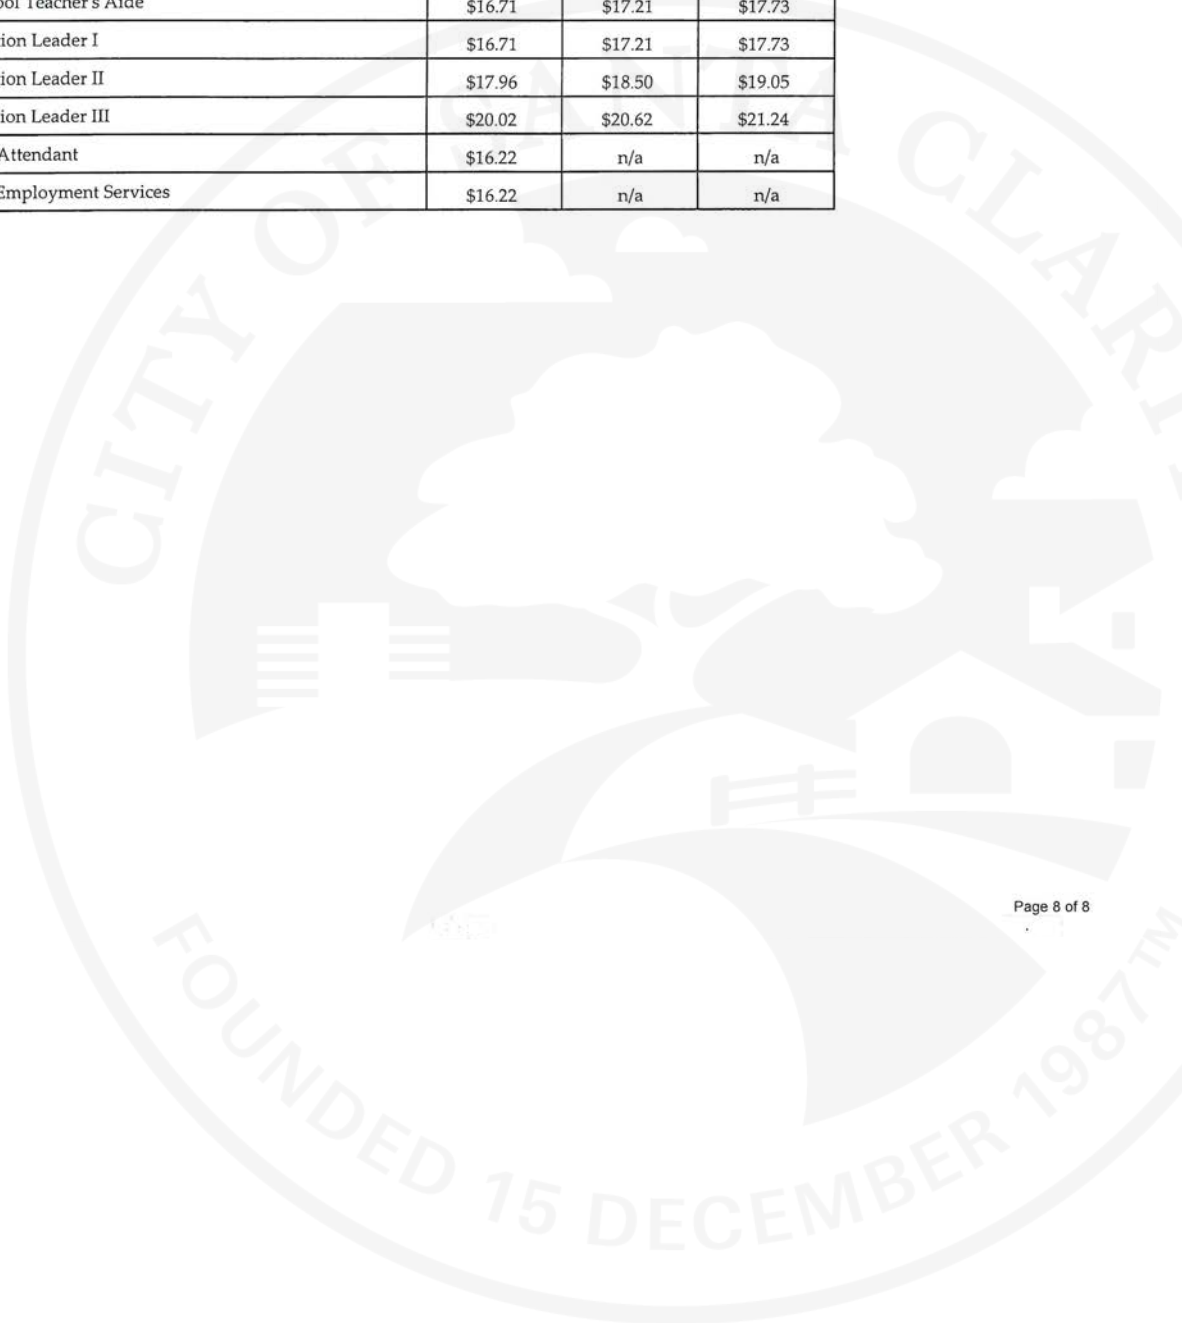 ool Teacher's Aide $16.71 $17.21 $17.73
ion Leader I $16.71 $17.21 $17.73
ion Leader II $17.96 $18.50 $19.05
ion Leader III $20.02 $20.62 $21.24
Attendant $16.22 n/a n/a
Employment Services $16.22 n/a n/a
CITY OF SANTA CLARI
Page 8 of 8
FOUNDED 15 DECEMBER 1987™